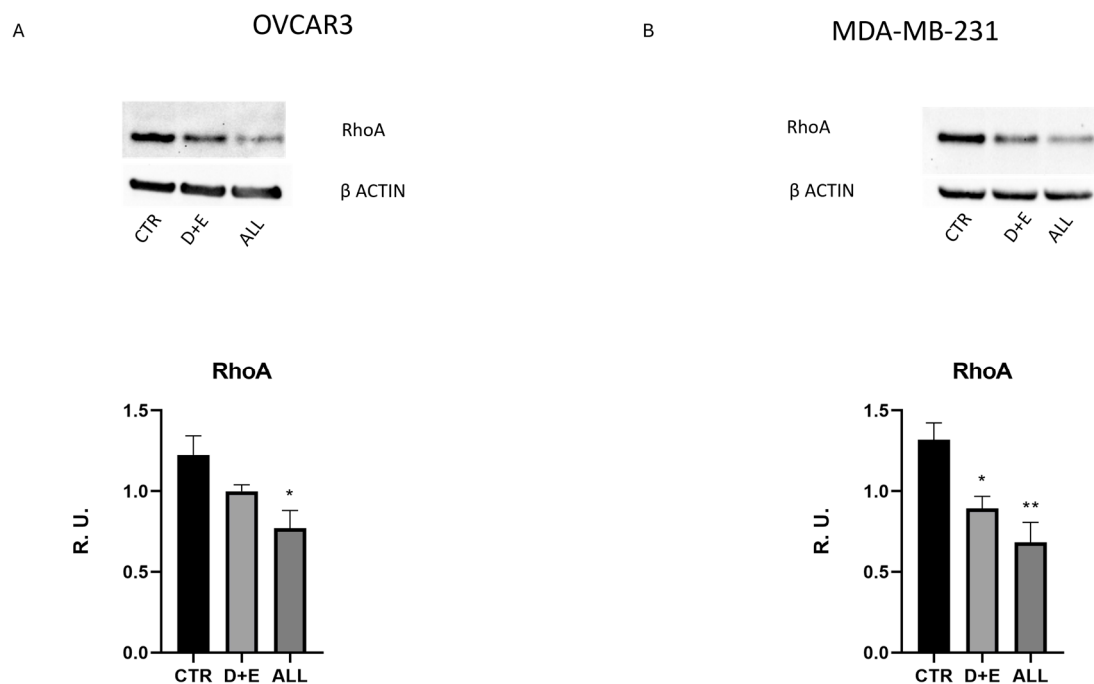 A
OVCAR3
RhoA
β ACTIN
CTR D+E ALL
RhoA
1.5
*
1.0
R. U.
0.5
0.0
CTR D+E ALL
B
MDA-MB-231
RhoA
β ACTIN
CTR D+E ALL
RhoA
1.5
*
**
1.0
R. U.
0.5
0.0
CTR D+E ALL